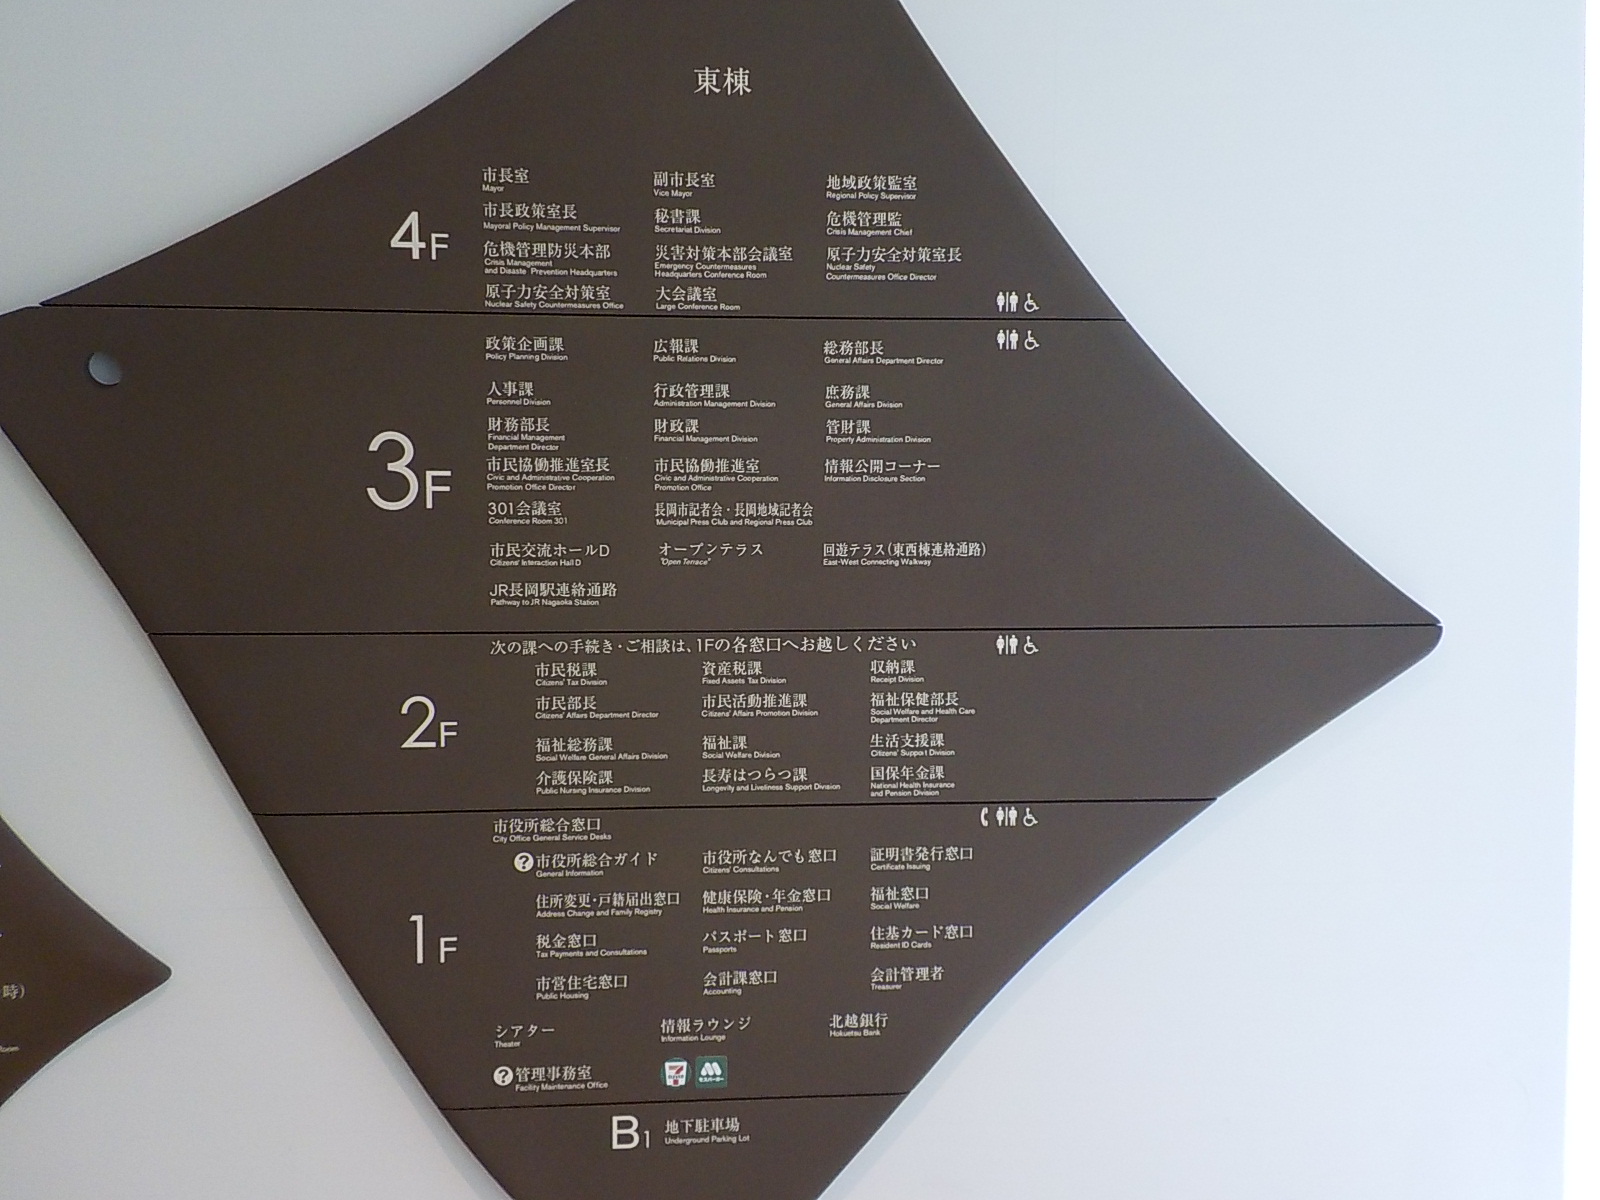 東棟
4F
市長室
Mayor
副市長室
Vice Mayor
地域政策監室
Regional Policy Supervisor
市長政策室長
Mayoral Policy Management Supervisor
秘書課
Secretariat Division
危機管理監
Crisis Management Chief
危機管理防災本部
Crisis Management
and Disaste Prevention Headquarters
災害対策本部会議室
Emergency Countermeasures
Headquarters Conference Room
原子力安全対策室長
Nuclear Safety
Countermeasures Office Director
原子力安全対策室
Nuclear Safety Countermeasures Office
大会議室
Large Conference Room
3F
政策企画課
Policy Planning Division
広報課
Public Relations Division
総務部長
General Affairs Department Director
人事課
Personnel Division
行政管理課
Administration Management Division
庶務課
General Affairs Division
財務部長
Financial Management
Department Director
財政課
Financial Management Division
管財課
Property Administration Division
市民協働推進室長
Civic and Administrative Cooperation
Promotion Office Director
市民協働推進室
Civic and Administrative Cooperation
Promotion Office
情報公開コーナー
Information Disclosure Section
301会議室
Conference Room 301
長岡市記者会・長岡地域記者会
Municipal Press Club and Regional Press Club
市民交流ホールD
Citizens' Interaction Hall D
オープンテラス
"Open Terrace"
回遊テラス(東西棟連絡通路)
East-West Connecting Walkway
JR長岡駅連絡通路
Pathway to JR Nagaoka Station
2F
次の課への手続き・ご相談は、1Fの各窓口へお越しください
市民税課
Citizens' Tax Division
資産税課
Fixed Assets Tax Division
収納課
Receipt Division
市民部長
Citizens' Affairs Department Director
市民活動推進課
Citizens' Affairs Promotion Division
福祉保健部長
Social Welfare and Health Care
Department Director
福祉総務課
Social Welfare General Affairs Division
福祉課
Social Welfare Division
生活支援課
Citizens' Support Division
介護保険課
Public Nursing Insurance Division
長寿はつらつ課
Longevity and Liveliness Support Division
国保年金課
National Health Insurance
and Pension Division
1F
市役所総合窓口
City Office General Service Desks
?市役所総合ガイド
General Information
市役所なんでも窓口
Citizens' Consultations
証明書発行窓口
Certificate Issuing
住所変更・戸籍届出窓口
Address Change and Family Registry
健康保険・年金窓口
Health Insurance and Pension
福祉窓口
Social Welfare
税金窓口
Tax Payments and Consultations
パスポート窓口
Passports
住基カード窓口
Resident ID Cards
市営住宅窓口
Public Housing
会計課窓口
Accounting
会計管理者
Treasurer
シアター
Theater
情報ラウンジ
Information Lounge
北越銀行
Hokuetsu Bank
?管理事務室
Facility Maintenance Office
モスバーガー
B1
地下駐車場
Underground Parking Lot
時)